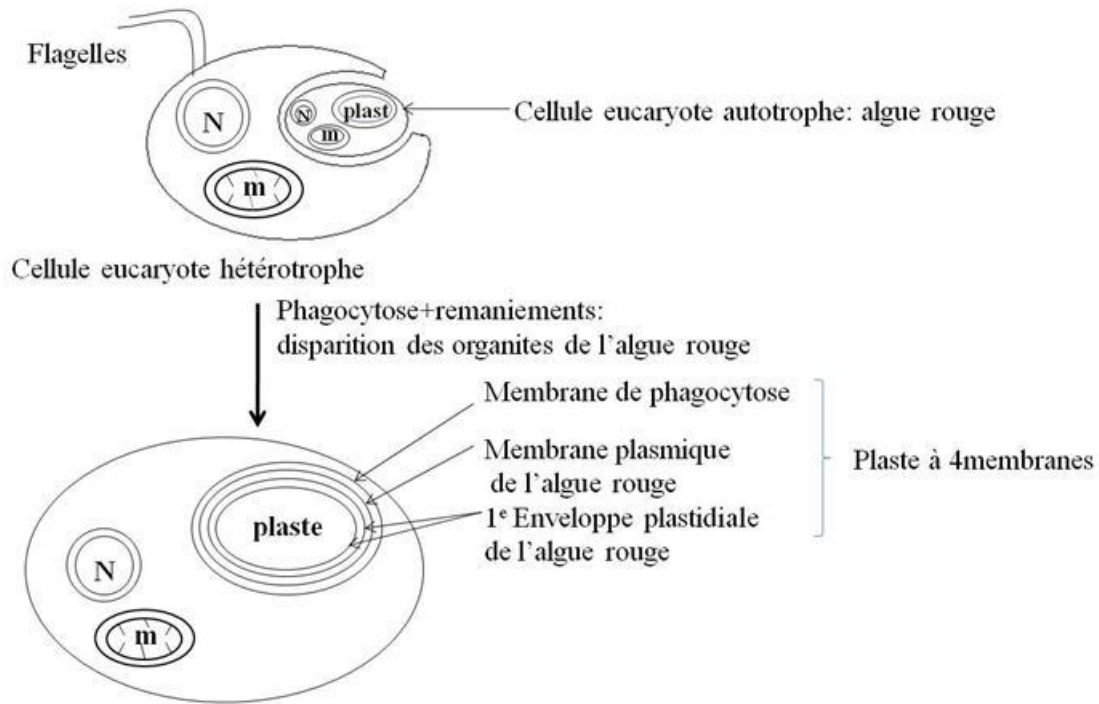 Flagelles
N
N
plast
m
m
Cellule eucaryote autotrophe: algue rouge
Cellule eucaryote hétérotrophe
Phagocytose+remaniements:
disparition des organites de l'algue rouge
Membrane de phagocytose
Membrane plasmique
de l'algue rouge
1e Enveloppe plastidiale
de l'algue rouge
Plaste à 4membranes
plaste
N
m